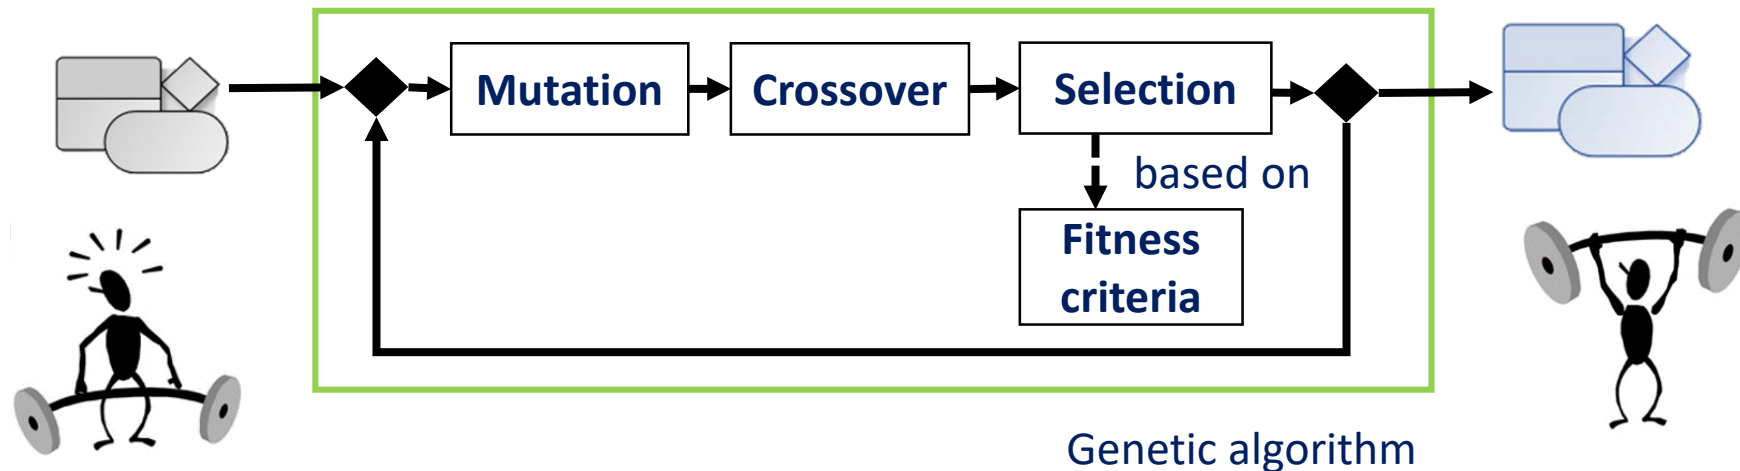 Mutation
Crossover
Selection
based on
Fitness
criteria
Genetic algorithm